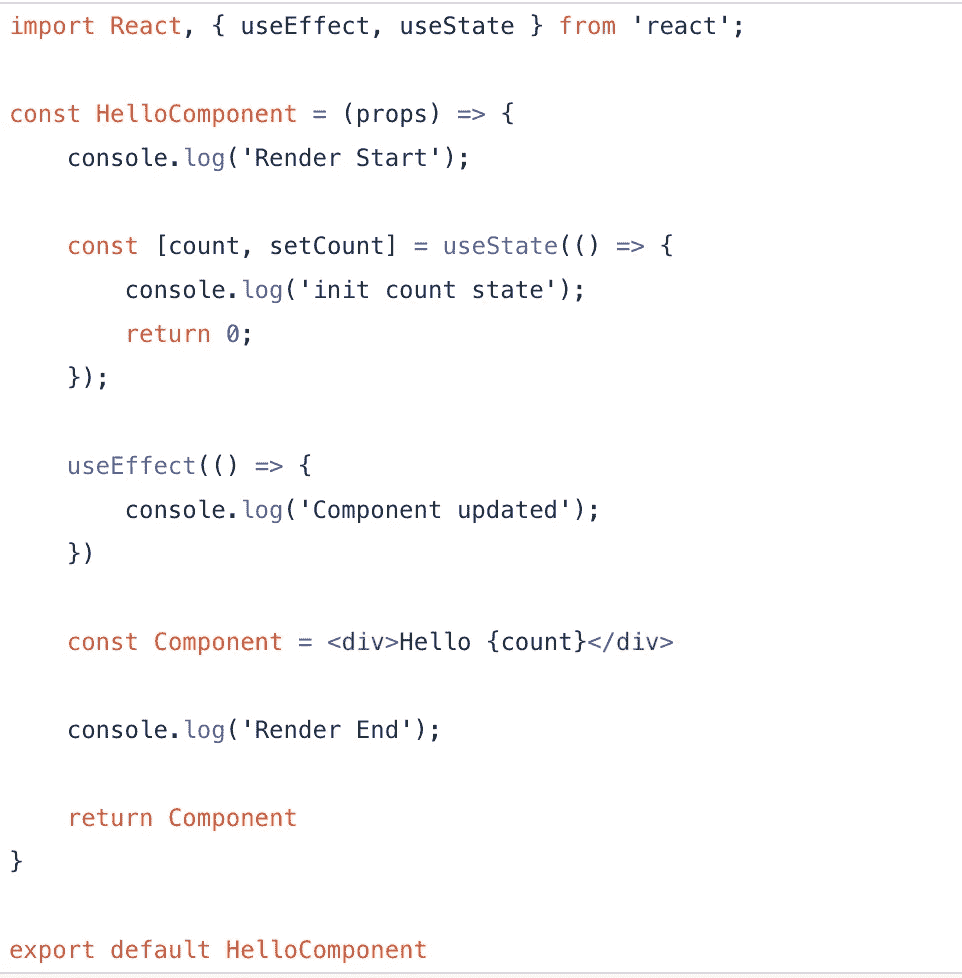 import React, { useEffect, useState } from 'react';
const HelloComponent = (props) => {
    console.log('Render Start');
    const [count, setCount] = useState(() => {
        console.log('init count state');
        return 0;
    });
    useEffect(() => {
        console.log('Component updated');
    })
    const Component = <div>Hello {count}</div>
    console.log('Render End');
    return Component
}
export default HelloComponent